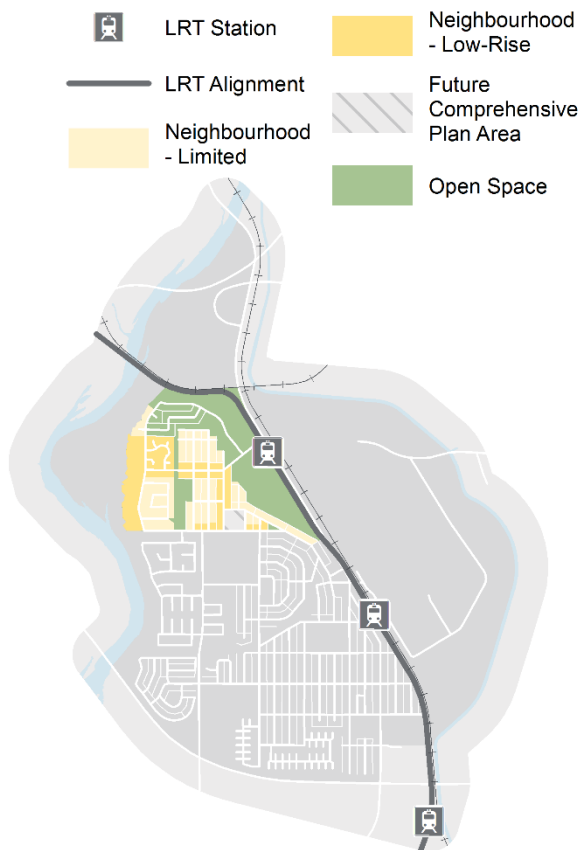 LRT Station
LRT Alignment
Neighbourhood
- Limited
Neighbourhood
- Low-Rise
Future
Comprehensive
Plan Area
Open Space